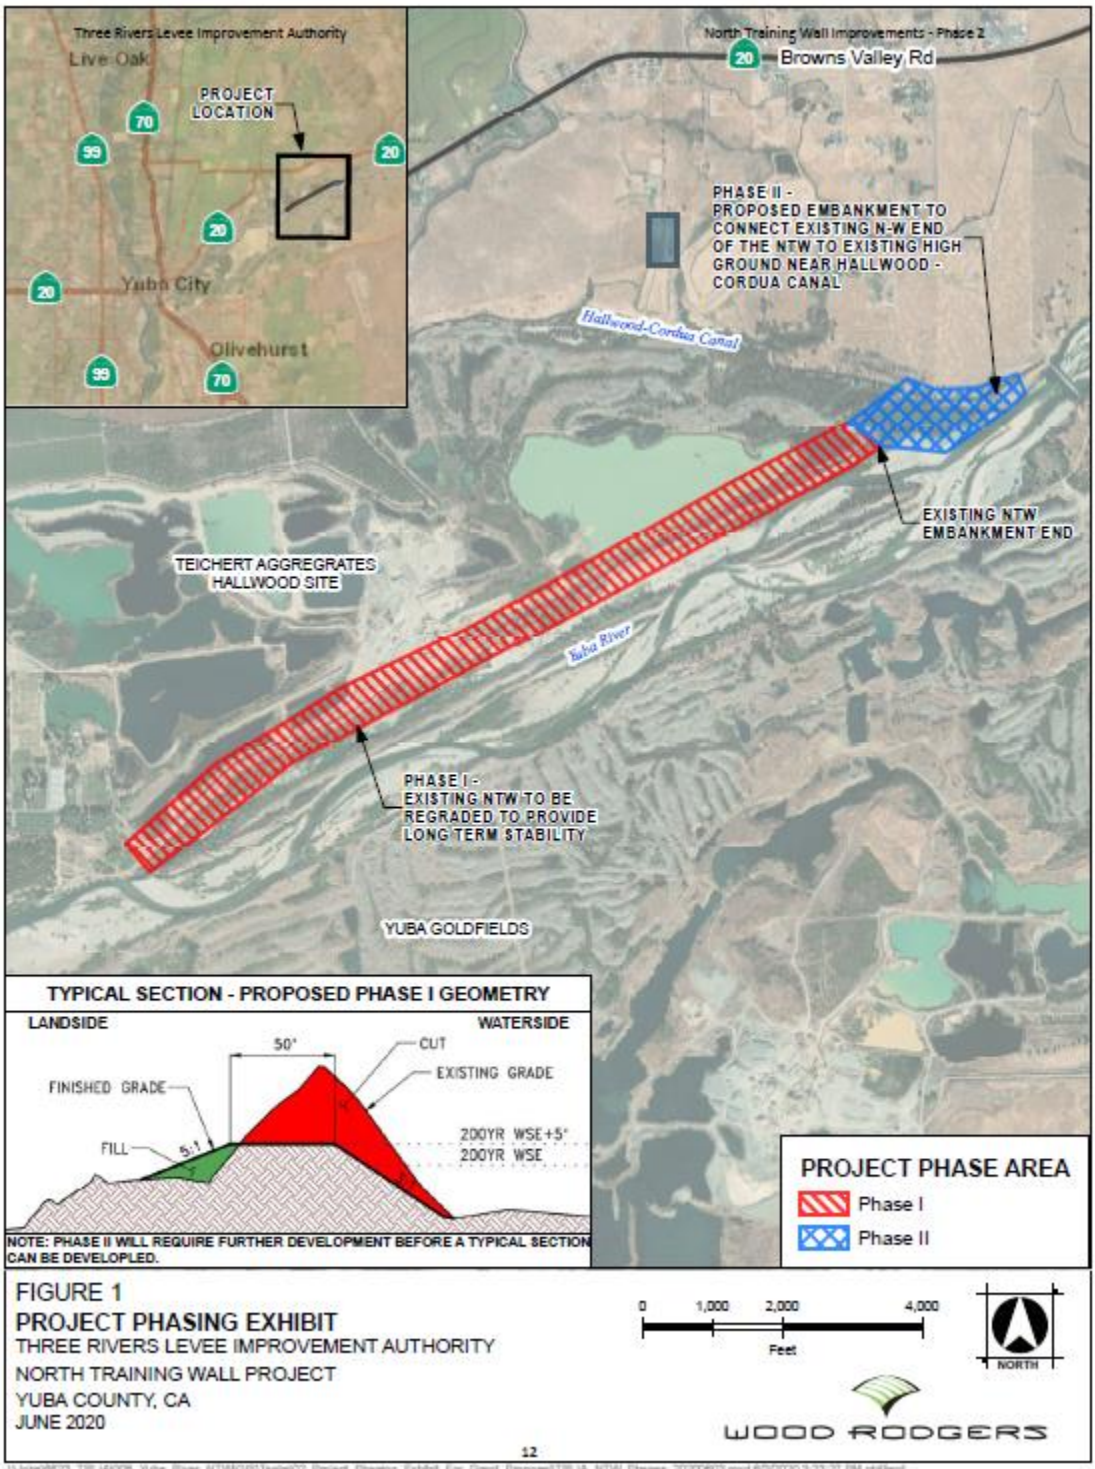 Three Rivers Levee Improvement Authority
North Training Wall Improvements - Phase 2
Live Oak
20
Browns Valley Rd
PROJECT
LOCATION
70
99
20
20
20
Yuba City
Olivehurst
99
70
PHASE II -
PROPOSED EMBANKMENT TO
CONNECT EXISTING N-W END
OF THE NTW TO EXISTING HIGH
GROUND NEAR HALLWOOD -
CORDUA CANAL
Hallwood-Cordua Canal
EXISTING NTW
EMBANKMENT END
TEICHERT AGGREGRATES
HALLWOOD SITE
Yuba River
PHASE I -
EXISTING NTW TO BE
REGRADED TO PROVIDE
LONG TERM STABILITY
YUBA GOLDFIELDS
TYPICAL SECTION - PROPOSED PHASE I GEOMETRY
LANDSIDE
WATERSIDE
50'
CUT
EXISTING GRADE
FINISHED GRADE
FILL
5:1
200YR WSE+5'
200YR WSE
NOTE: PHASE II WILL REQUIRE FURTHER DEVELOPMENT BEFORE A TYPICAL SECTION
CAN BE DEVELOPLED.
PROJECT PHASE AREA
Phase I
Phase II
FIGURE 1
PROJECT PHASING EXHIBIT
THREE RIVERS LEVEE IMPROVEMENT AUTHORITY
NORTH TRAINING WALL PROJECT
YUBA COUNTY, CA
JUNE 2020
0 1,000 2,000 4,000
Feet
NORTH
WOOD RODGERS
12